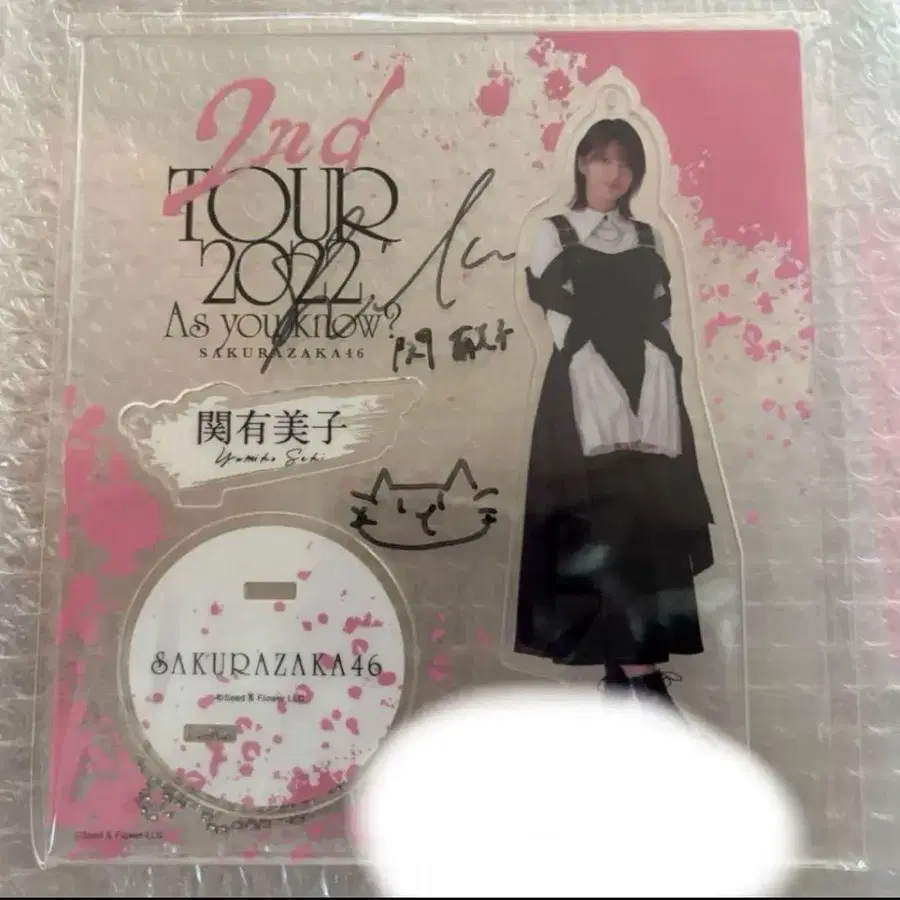 2nd
TOUR
2022
As you know?
SAKURAZAKA46
関有美子
Yumiko Seki
SAKURAZAKA46
©Seed & Flower LLC
©Seed & Flower LLC